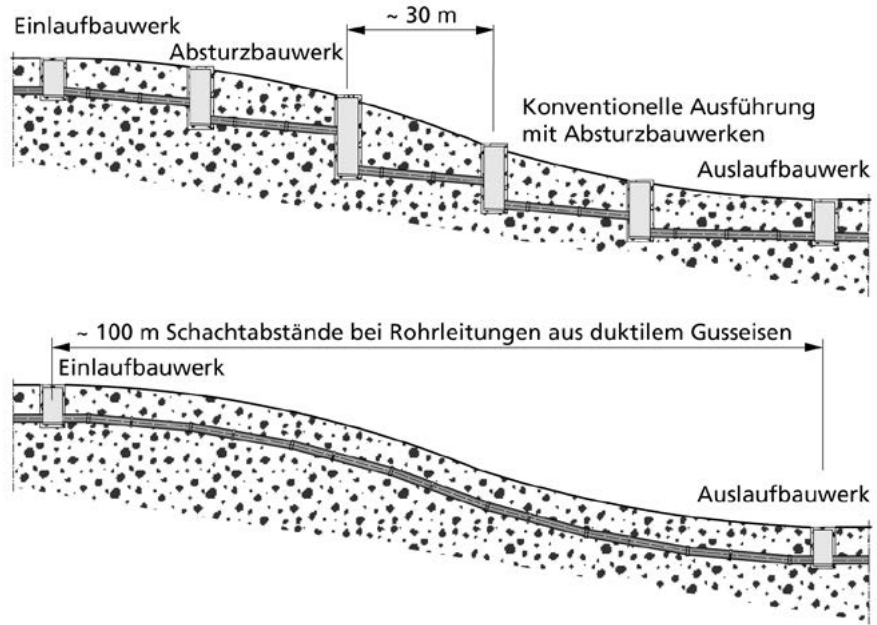 Einlaufbauwerk
~ 30 m
Absturzbauwerk
Konventionelle Ausführung
mit Absturzbauwerken
Auslaufbauwerk
~ 100 m Schachtabstände bei Rohrleitungen aus duktilem Gusseisen
Einlaufbauwerk
Auslaufbauwerk